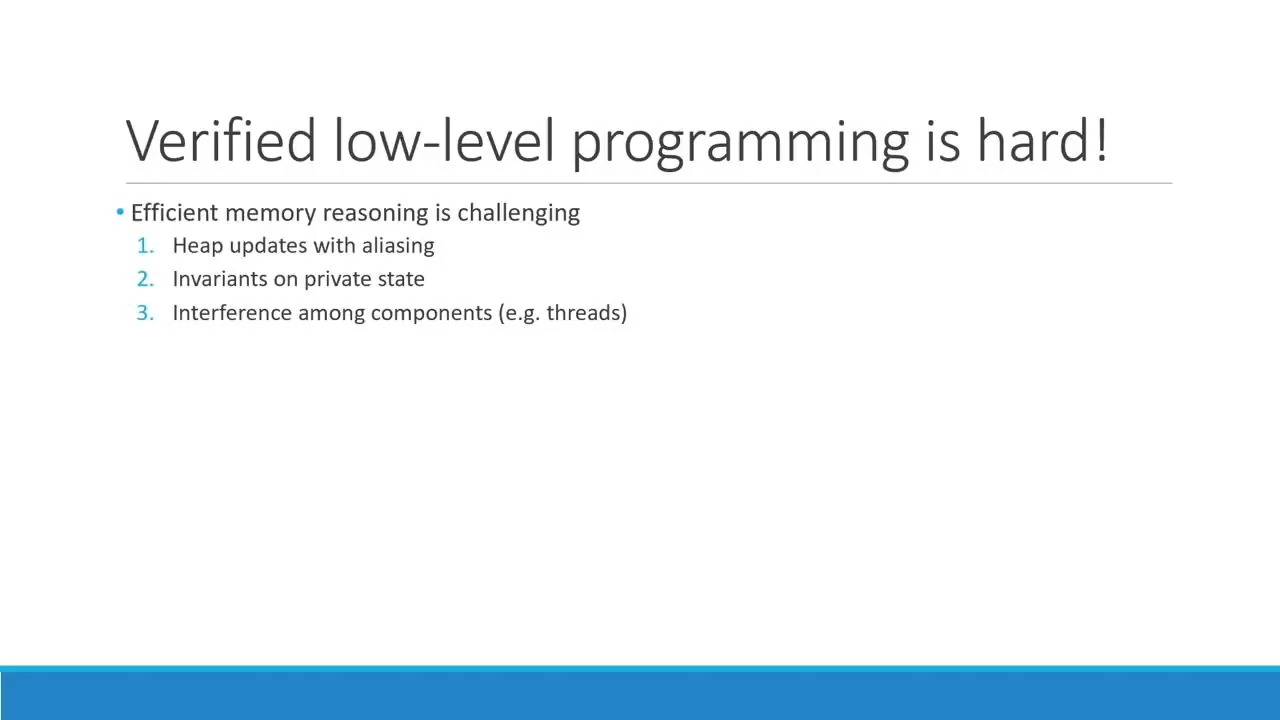 Verified low-level programming is hard!
• Efficient memory reasoning is challenging
1. Heap updates with aliasing
2. Invariants on private state
3. Interference among components (e.g. threads)